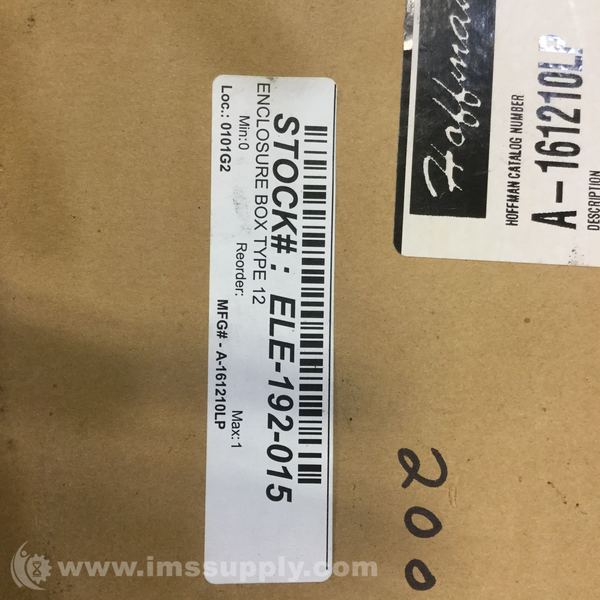 Hoffman
HOFFMAN CATALOG NUMBER
A-161210LP
DESCRIPTION
STOCK# : ELE-192-015
ENCLOSURE BOX TYPE 12
Min:0 Reorder: Max:1
Loc.: 0101G2 MFG# - A-161210LP
200
www.imssupply.com